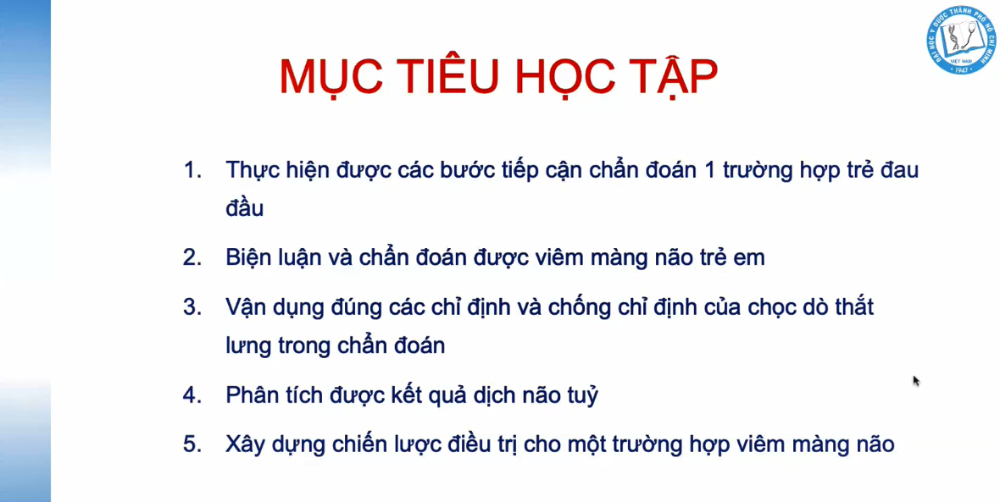 ĐẠI HỌC Y DƯỢC THÀNH PHỐ HỒ CHÍ MINH
VIỆT NAM
1947
MỤC TIÊU HỌC TẬP
1. Thực hiện được các bước tiếp cận chẩn đoán 1 trường hợp trẻ đau
đầu
2. Biện luận và chẩn đoán được viêm màng não trẻ em
3. Vận dụng đúng các chỉ định và chống chỉ định của chọc dò thắt
lưng trong chẩn đoán
4. Phân tích được kết quả dịch não tuỷ
5. Xây dựng chiến lược điều trị cho một trường hợp viêm màng não